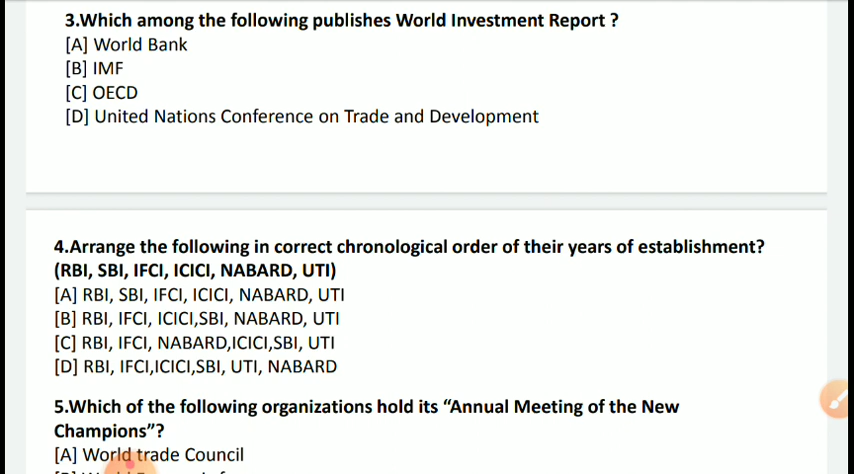 3.Which among the following publishes World Investment Report ?
[A] World Bank
[B] IMF
[C] OECD
[D] United Nations Conference on Trade and Development
4.Arrange the following in correct chronological order of their years of establishment?
(RBI, SBI, IFCI, ICICI, NABARD, UTI)
[A] RBI, SBI, IFCI, ICICI, NABARD, UTI
[B] RBI, IFCI, ICICI,SBI, NABARD, UTI
[C] RBI, IFCI, NABARD,ICICI,SBI, UTI
[D] RBI, IFCI,ICICI,SBI, UTI, NABARD
5.Which of the following organizations hold its “Annual Meeting of the New
Champions”?
[A] World trade Council